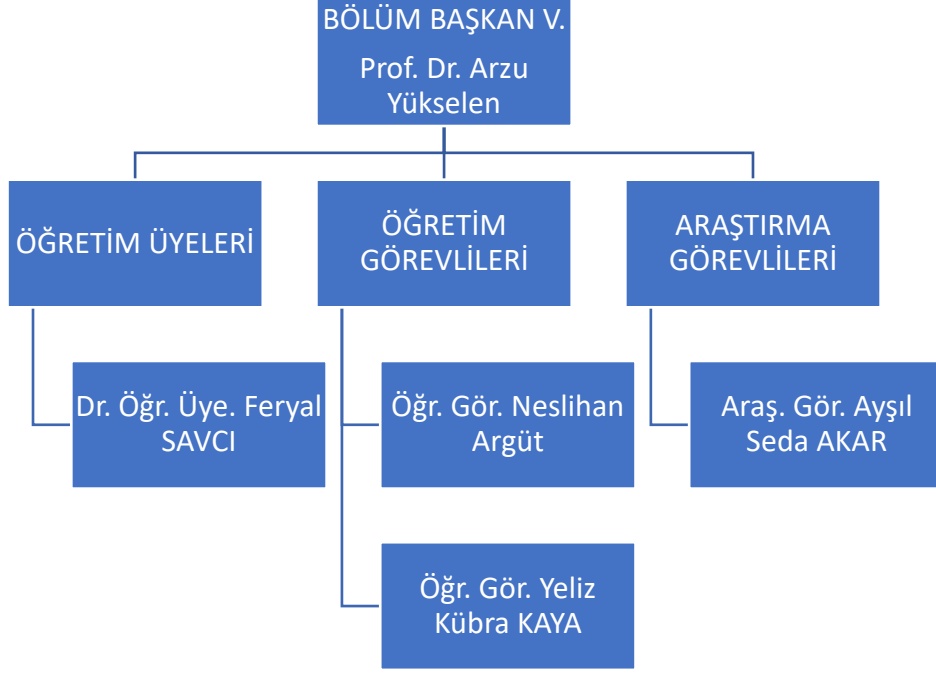 BÖLÜM BAŞKAN V.
Prof. Dr. Arzu
Yükselen
ÖĞRETİM ÜYELERİ
ÖĞRETİM
GÖREVLİLERİ
ARAŞTIRMA
GÖREVLİLERİ
Dr. Öğr. Üye. Feryal
SAVCI
Öğr. Gör. Neslihan
Argüt
Araş. Gör. Ayşıl
Seda AKAR
Öğr. Gör. Yeliz
Kübra KAYA